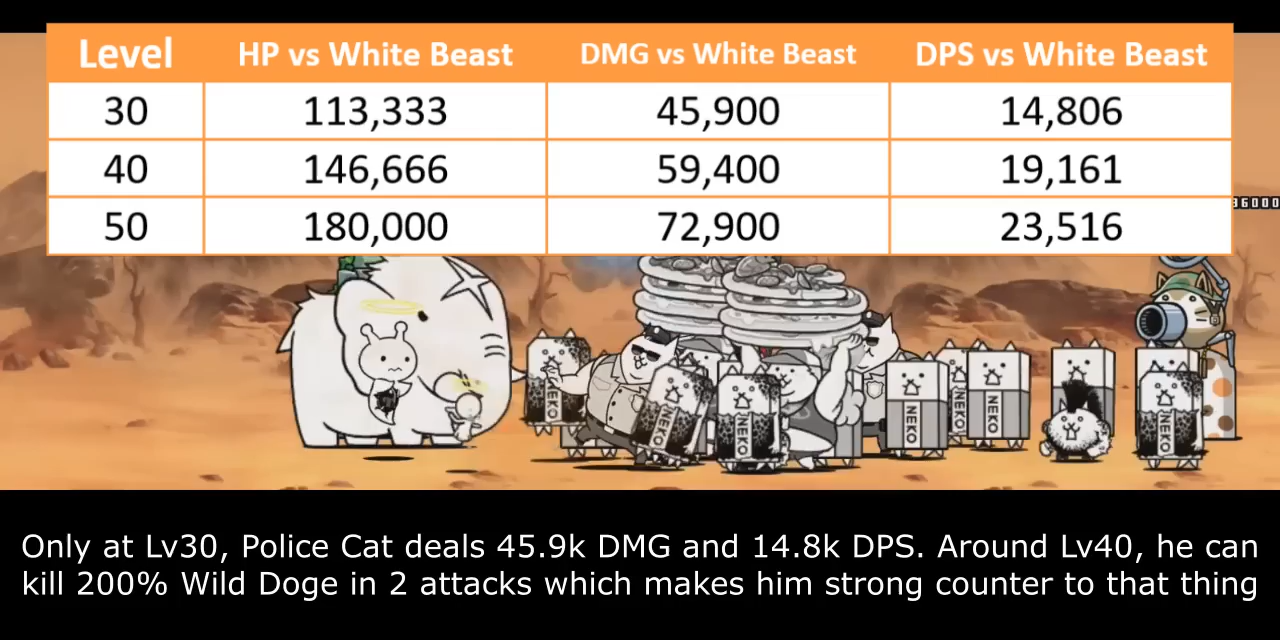 Level HP vs White Beast DMG vs White Beast DPS vs White Beast
30 113,333 45,900 14,806
40 146,666 59,400 19,161
50 180,000 72,900 23,516
36000
NEKO
NEKO
NEKO
NEKO
NEKO
NEKO
NEKO
Only at Lv30, Police Cat deals 45.9k DMG and 14.8k DPS. Around Lv40, he can
kill 200% Wild Doge in 2 attacks which makes him strong counter to that thing